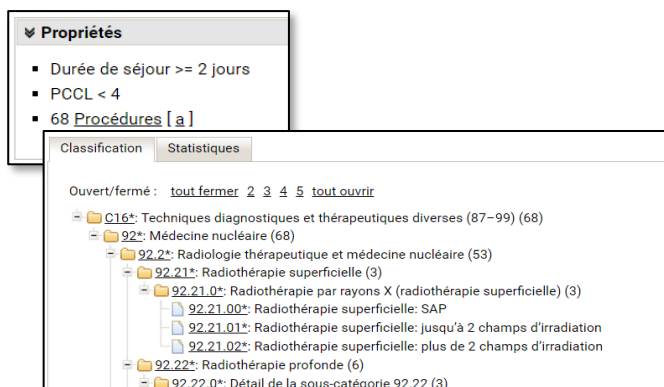 Propriétés
Durée de séjour >= 2 jours
PCCL < 4
68 Procédures [ a ]
Classification Statistiques
Ouvert/fermé : tout fermer 2 3 4 5 tout ouvrir
C16*: Techniques diagnostiques et thérapeutiques diverses (87–99) (68)
92*: Médecine nucléaire (68)
92.2*: Radiologie thérapeutique et médecine nucléaire (53)
92.21*: Radiothérapie superficielle (3)
92.21.0*: Radiothérapie par rayons X (radiothérapie superficielle) (3)
92.21.00*: Radiothérapie superficielle: SAP
92.21.01*: Radiothérapie superficielle: jusqu’à 2 champs d’irradiation
92.21.02*: Radiothérapie superficielle: plus de 2 champs d’irradiation
92.22*: Radiothérapie profonde (6)
92.22.0*: Détail de la sous-catégorie 92.22 (3)